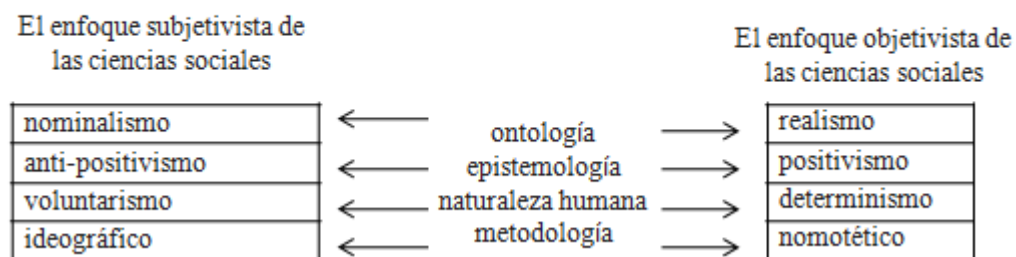 El enfoque subjetivista de
las ciencias sociales
El enfoque objetivista de
las ciencias sociales
nominalismo
ontología
realismo
anti-positivismo
epistemología
positivismo
voluntarismo
naturaleza humana
determinismo
ideográfico
metodología
nomotético